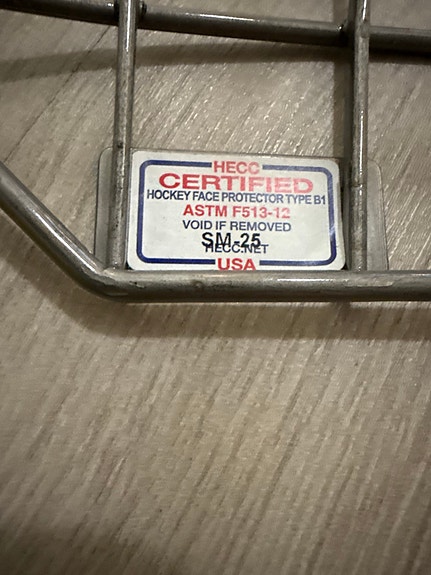 HECC
CERTIFIED
HOCKEY FACE PROTECTOR TYPE B1
ASTM F513-12
VOID IF REMOVED
SM-25
HECC.NET
USA